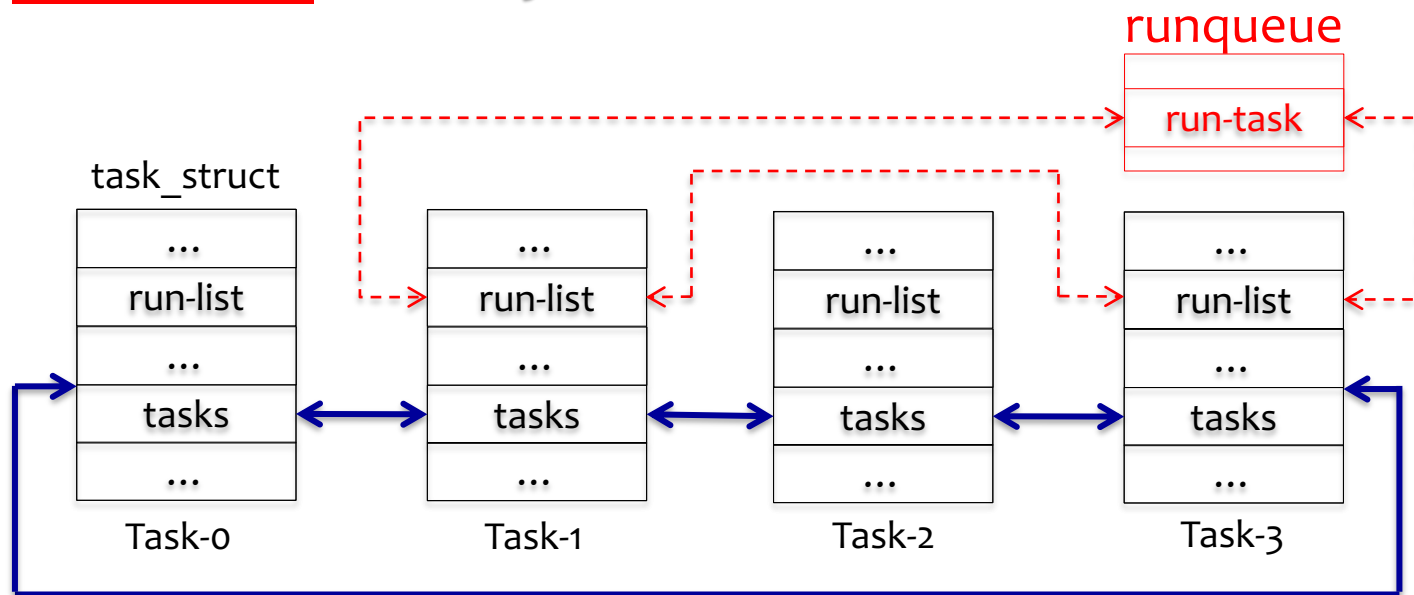 runqueue
run-task
task_struct
... ... ... ...
run-list run-list run-list run-list
... ... ... ...
tasks tasks tasks tasks
... ... ... ...
Task-0 Task-1 Task-2 Task-3